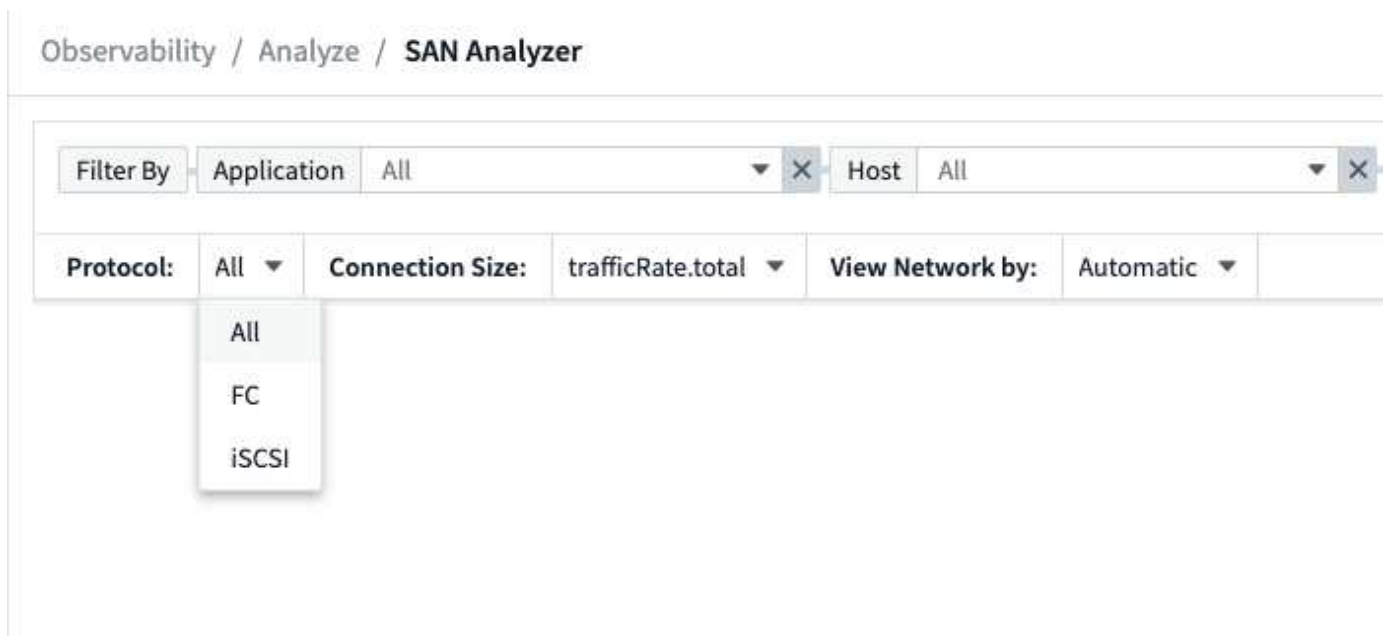 Observability / Analyze / SAN Analyzer
Filter By Application All Host All
Protocol: All Connection Size: trafficRate.total View Network by: Automatic
All
FC
iSCSI